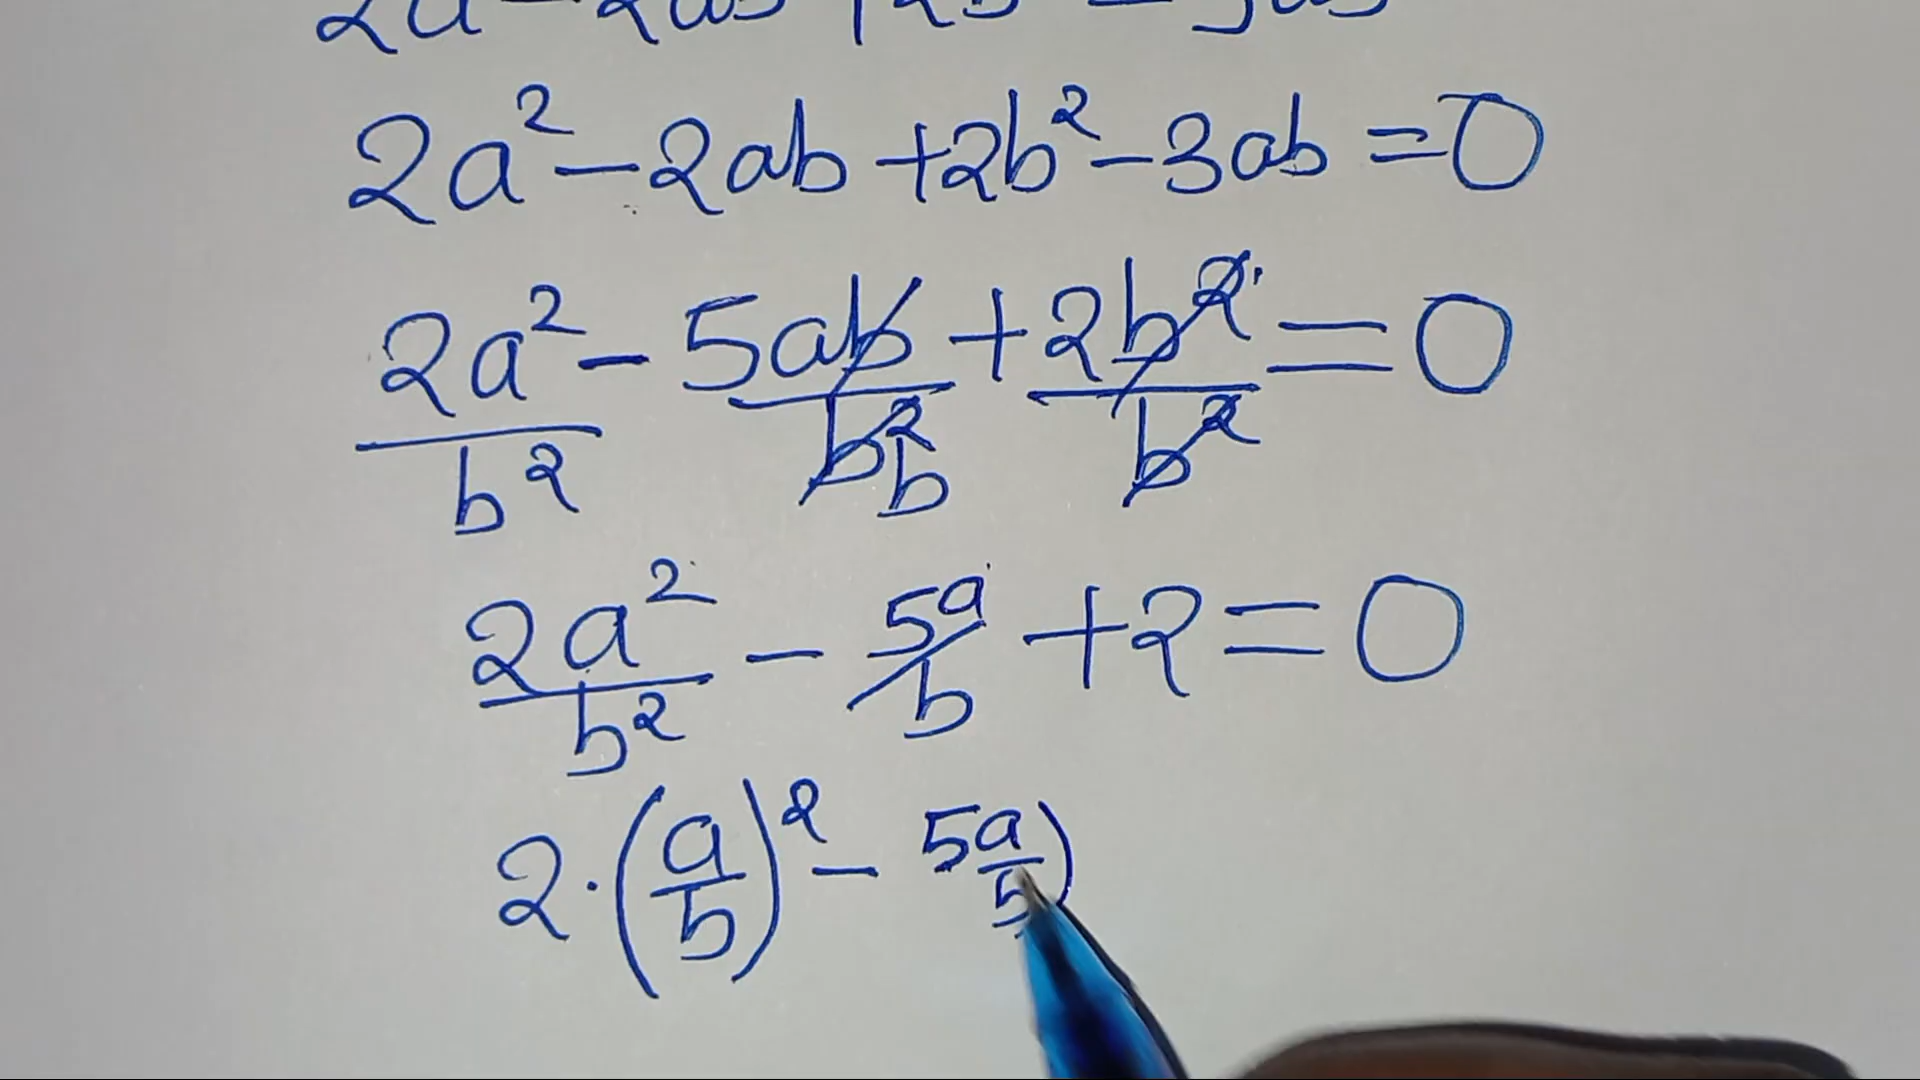 2a² - 2ab + 2b² - 3ab = 0
2a²/b² - 5ab/b² b + 2b²/b² = 0
2a²/b² - 5a/b + 2 = 0
2·(a/b)² - 5a/b)